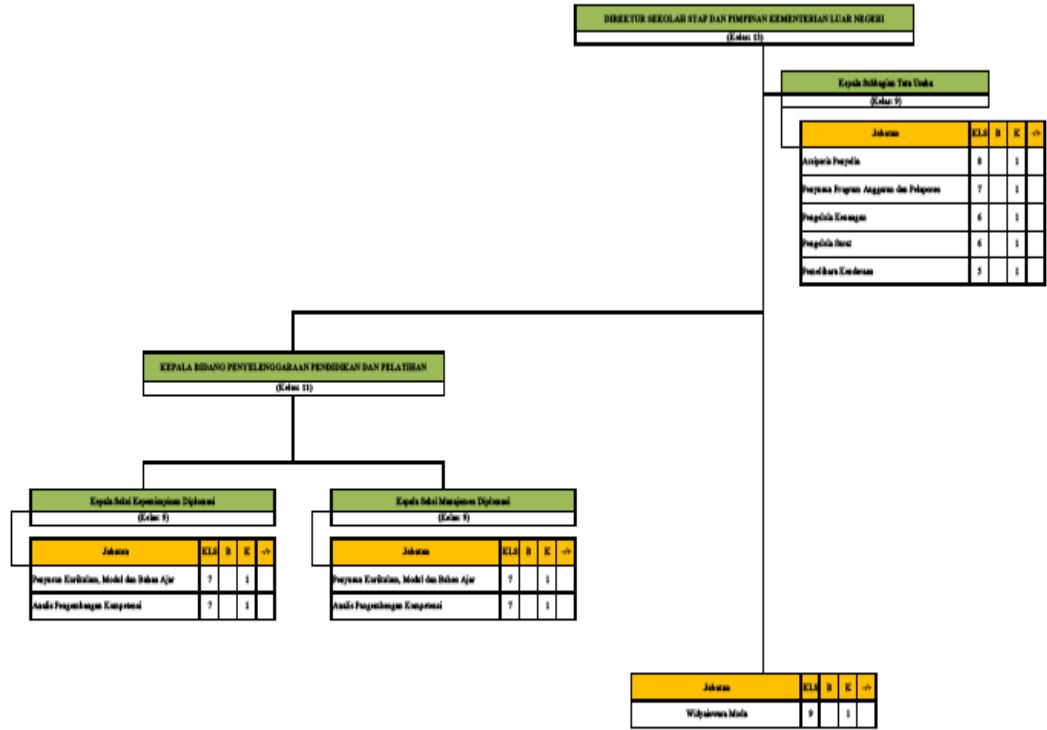 DIREKTUR SEKOLAH STAF DAN PIMPINAN KEMENTERIAN LUAR NEGERI
(Kelas: 13)
Kepala Subbagian Tata Usaha
(Kelas: 9)
Jabatan KLS B K -/+
Arsiparis Penyelia 8 1
Penyusun Program Anggaran dan Pelaporan 7 1
Pengelola Keuangan 6 1
Pengelola Surat 6 1
Pemelihara Kendaraan 5 1
KEPALA BIDANG PENYELENGGARAAN PENDIDIKAN DAN PELATIHAN
(Kelas: 11)
Kepala Seksi Kepemimpinan Diplomasi
(Kelas: 9)
Jabatan KLS B K -/+
Penyusun Kurikulum, Modul dan Bahan Ajar 7 1
Analis Pengembangan Kompetensi 7 1
Kepala Seksi Manajemen Diplomasi
(Kelas: 9)
Jabatan KLS B K -/+
Penyusun Kurikulum, Modul dan Bahan Ajar 7 1
Analis Pengembangan Kompetensi 7 1
Jabatan KLS B K -/+
Widyaiswara Muda 9 1